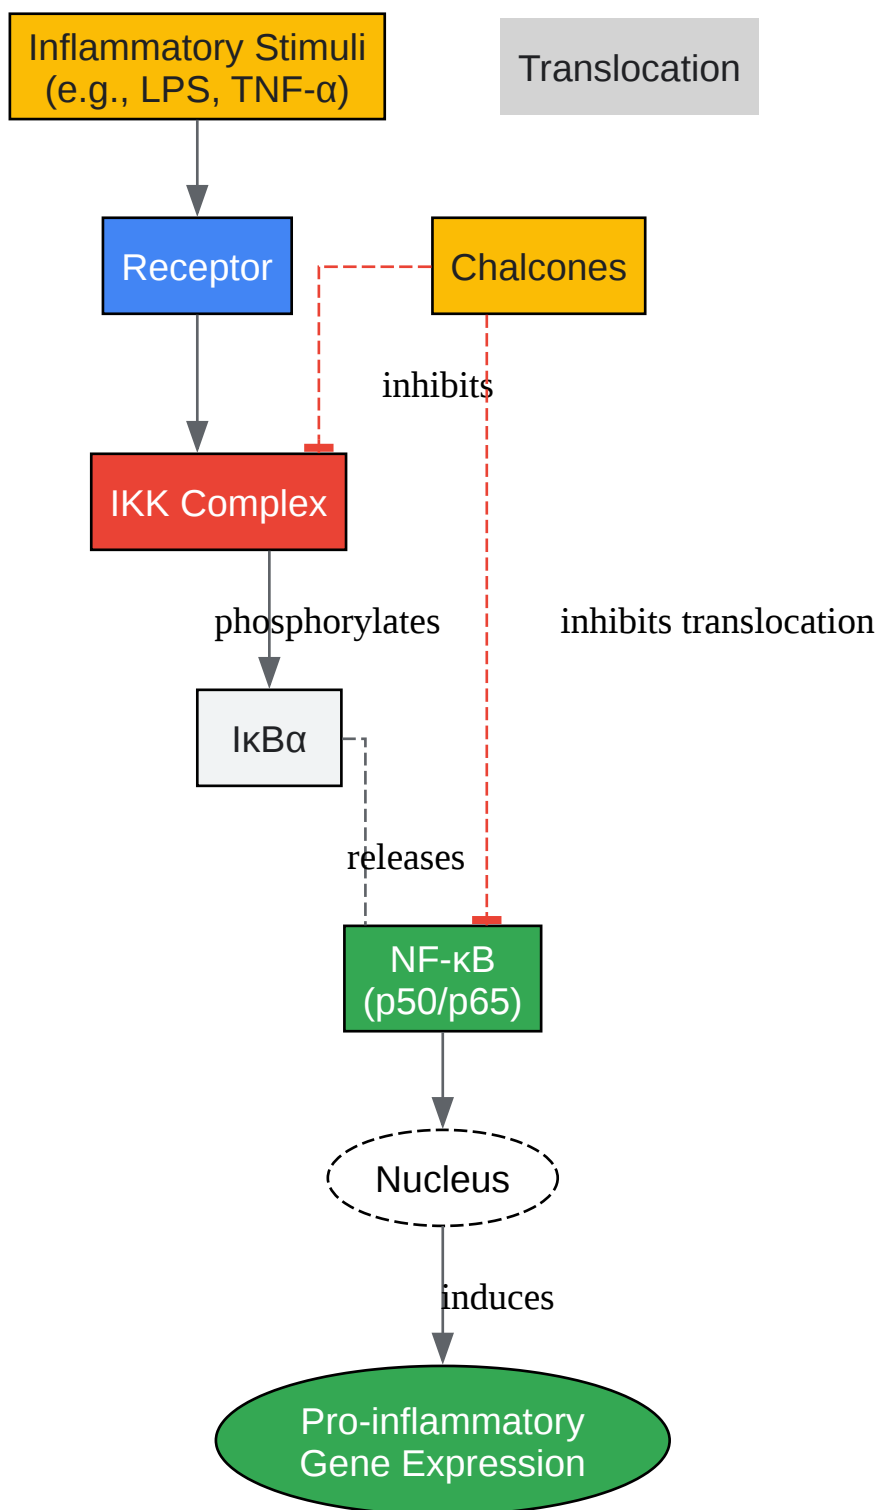 Inflammatory Stimuli
(e.g., LPS, TNF-α)
Translocation
Receptor
Chalcones
inhibits
IKK Complex
phosphorylates
inhibits translocation
IκBα
releases
NF-κB
(p50/p65)
Nucleus
induces
Pro-inflammatory
Gene Expression